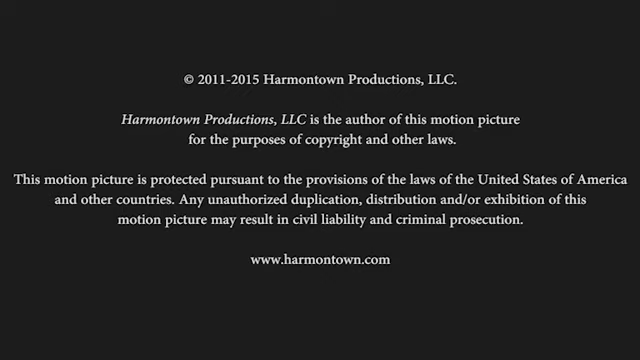 © 2011-2015 Harmontown Productions, LLC.
Harmontown Productions, LLC is the author of this motion picture
for the purposes of copyright and other laws.
This motion picture is protected pursuant to the provisions of the laws of the United States of America
and other countries. Any unauthorized duplication, distribution and/or exhibition of this
motion picture may result in civil liability and criminal prosecution.
www.harmontown.com